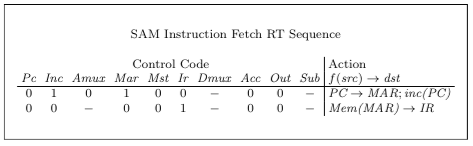 SAM Instruction Fetch RT Sequence
Control Code Action
Pc Inc Amux Mar Mst Ir Dmux Acc Out Sub f(src) → dst
0 1 0 1 0 0 – 0 0 – PC → MAR; inc(PC)
0 0 – 0 0 1 – 0 0 – Mem(MAR) → IR